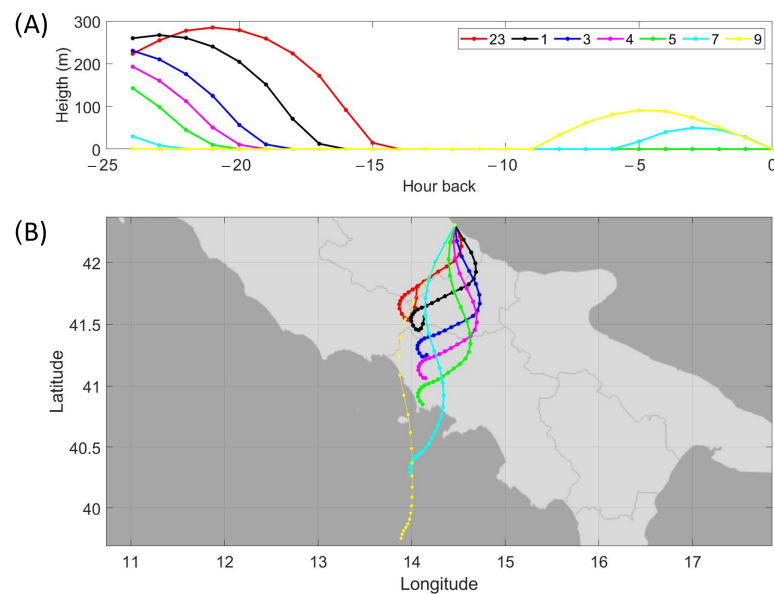 (A)
Heigth (m)
300
200
100
0
23 1 3 4 5 7 9
−25 −20 −15 −10 −5 0
Hour back
(B)
Latitude
42
41.5
41
40.5
40
11 12 13 14 15 16 17
Longitude